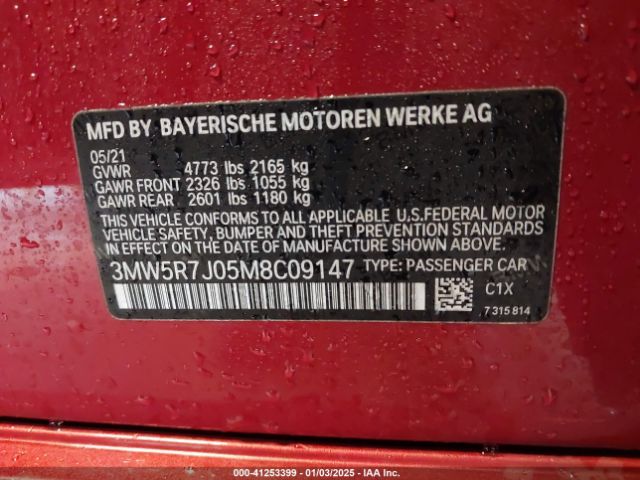 MFD BY BAYERISCHE MOTOREN WERKE AG
05/21
GVWR 4773 lbs 2165 kg
GAWR FRONT 2326 lbs 1055 kg
GAWR REAR 2601 lbs 1180 kg
THIS VEHICLE CONFORMS TO ALL APPLICABLE U.S.FEDERAL MOTOR
VEHICLE SAFETY, BUMPER AND THEFT PREVENTION STANDARDS
IN EFFECT ON THE DATE OF MANUFACTURE SHOWN ABOVE.
3MW5R7J05M8C09147 TYPE: PASSENGER CAR
C1X
7 315 814
000-41253399 - 01/03/2025 - IAA Inc.